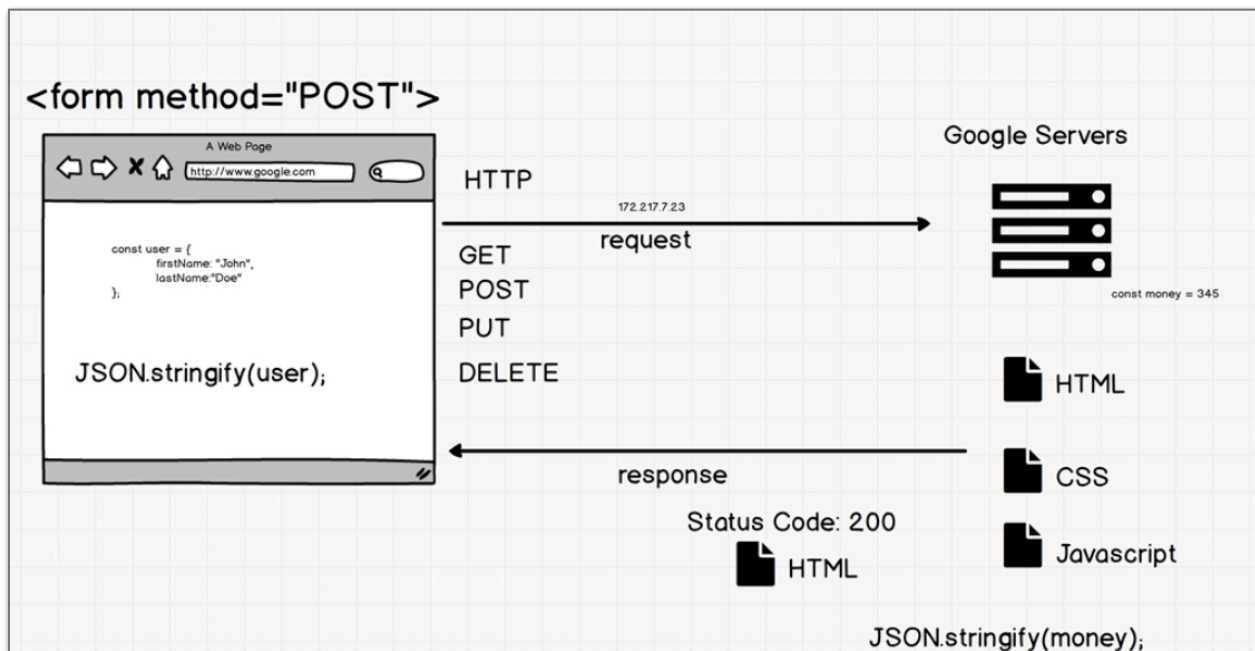 <form method="POST">
A Web Page
http://www.google.com
const user = {
firstName: "John",
lastName:"Doe"
};
JSON.stringify(user);
HTTP
172.217.7.23
request
GET
POST
PUT
DELETE
response
Status Code: 200
HTML
Google Servers
const money = 345
HTML
CSS
Javascript
JSON.stringify(money);